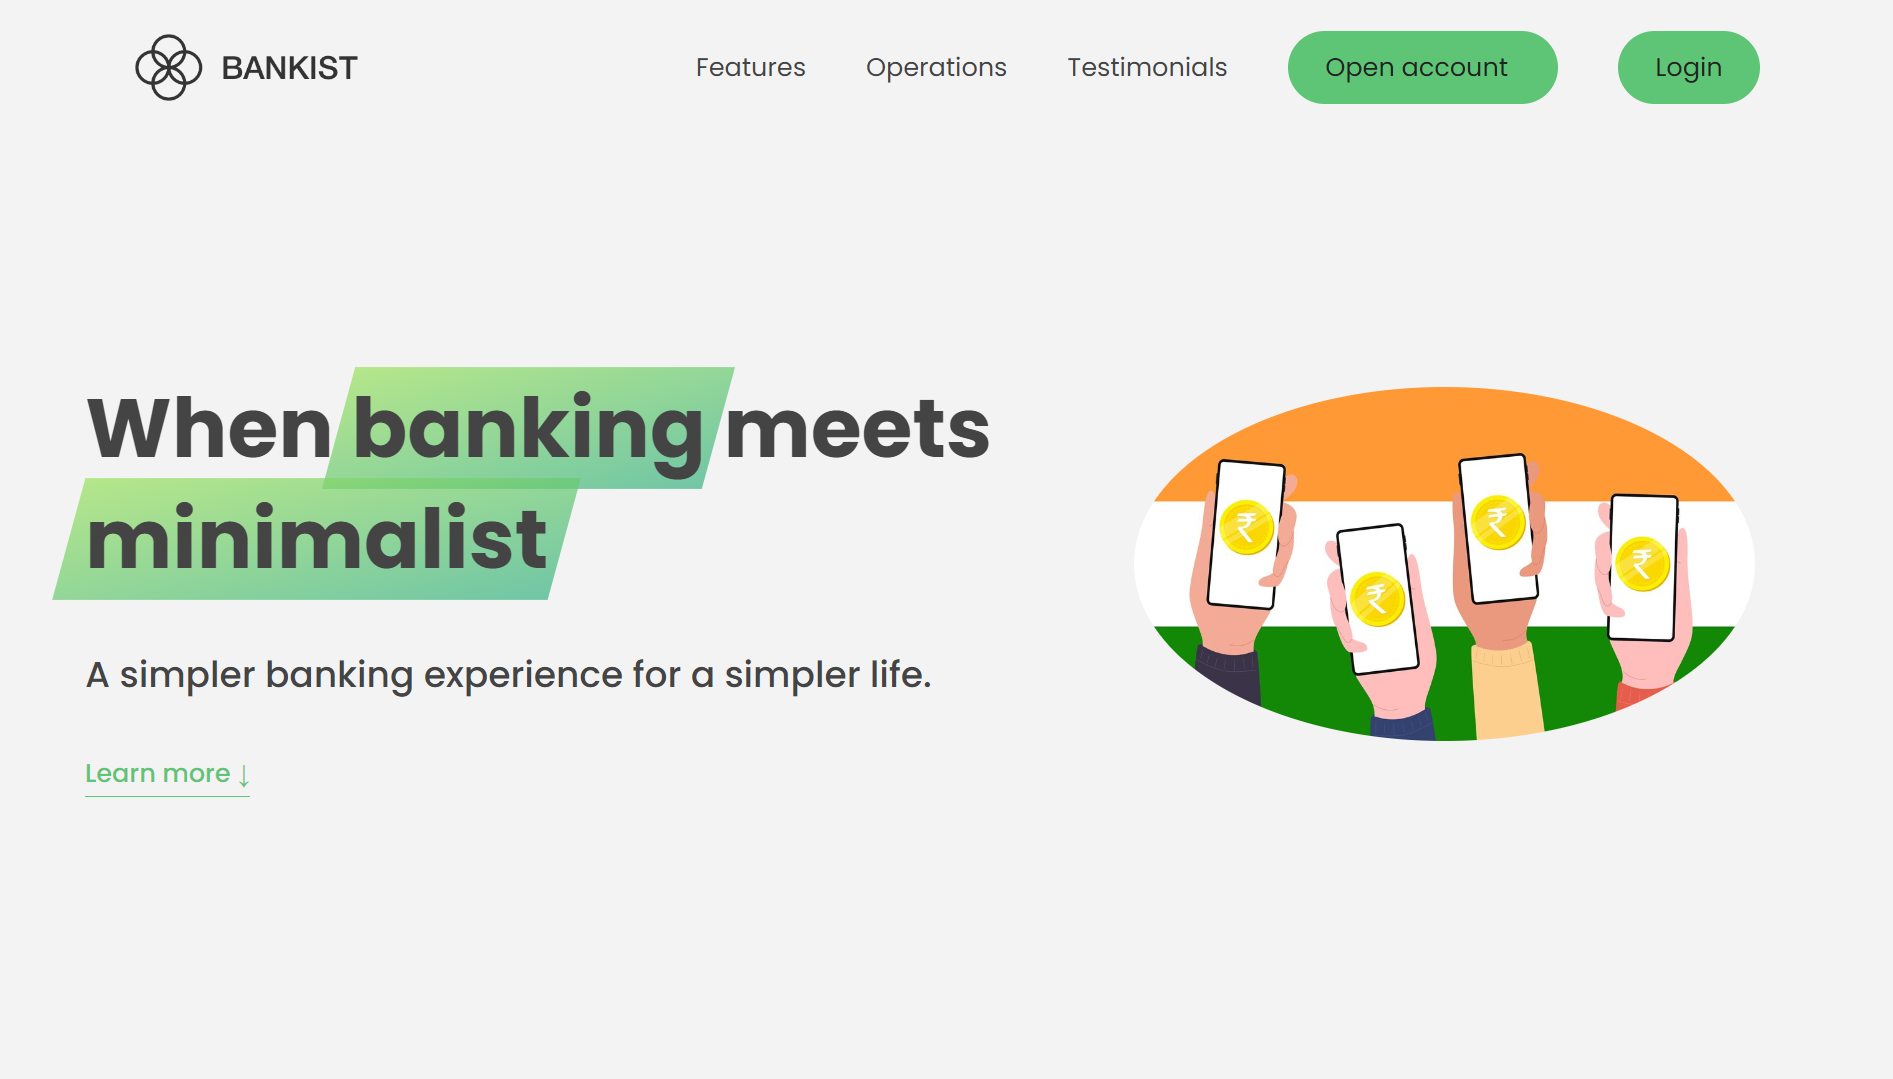 BANKIST
Features
Operations
Testimonials
Open account
Login
When banking meets
minimalist
A simpler banking experience for a simpler life.
Learn more ↓
₹
₹
₹
₹